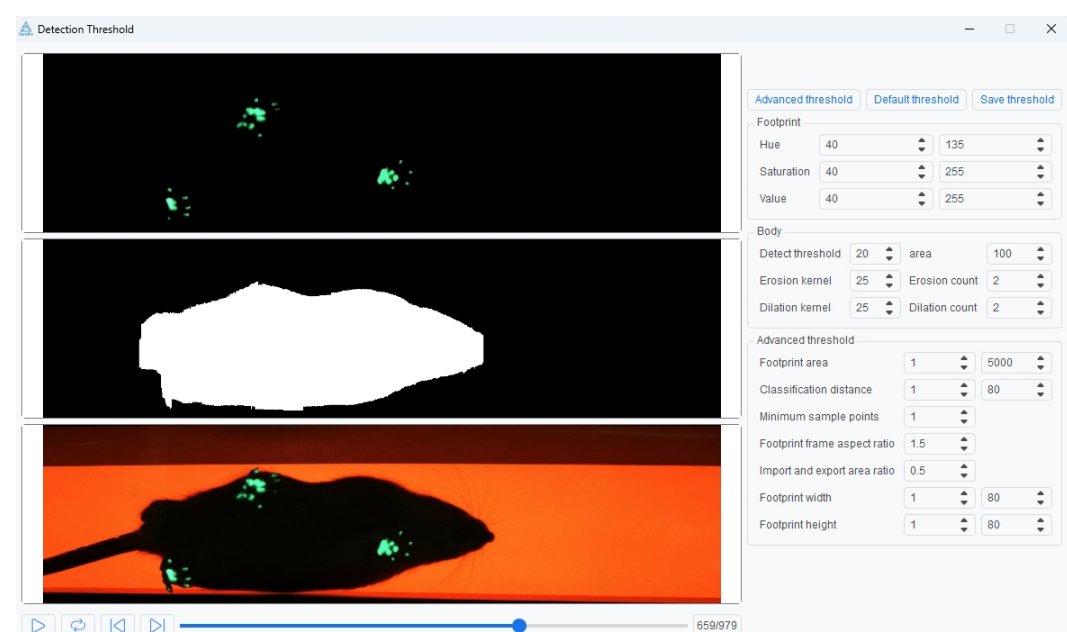 Detection Threshold
Advanced threshold Default threshold Save threshold
Footprint
Hue 40 135
Saturation 40 255
Value 40 255
Body
Detect threshold 20 area 100
Erosion kernel 25 Erosion count 2
Dilation kernel 25 Dilation count 2
Advanced threshold
Footprint area 1 5000
Classification distance 1 80
Minimum sample points 1
Footprint frame aspect ratio 1.5
Import and export area ratio 0.5
Footprint width 1 80
Footprint height 1 80
659/979